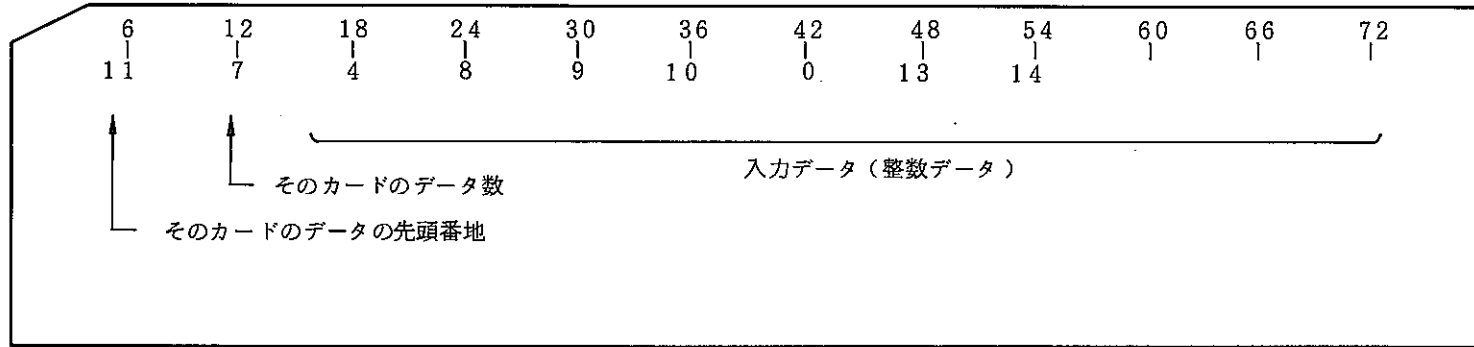 6 12 18 24 30 36 42 48 54 60 66 72
11 7 4 8 9 10 0 13 14
入力データ(整数データ)
そのカードのデータ数
そのカードのデータの先頭番地